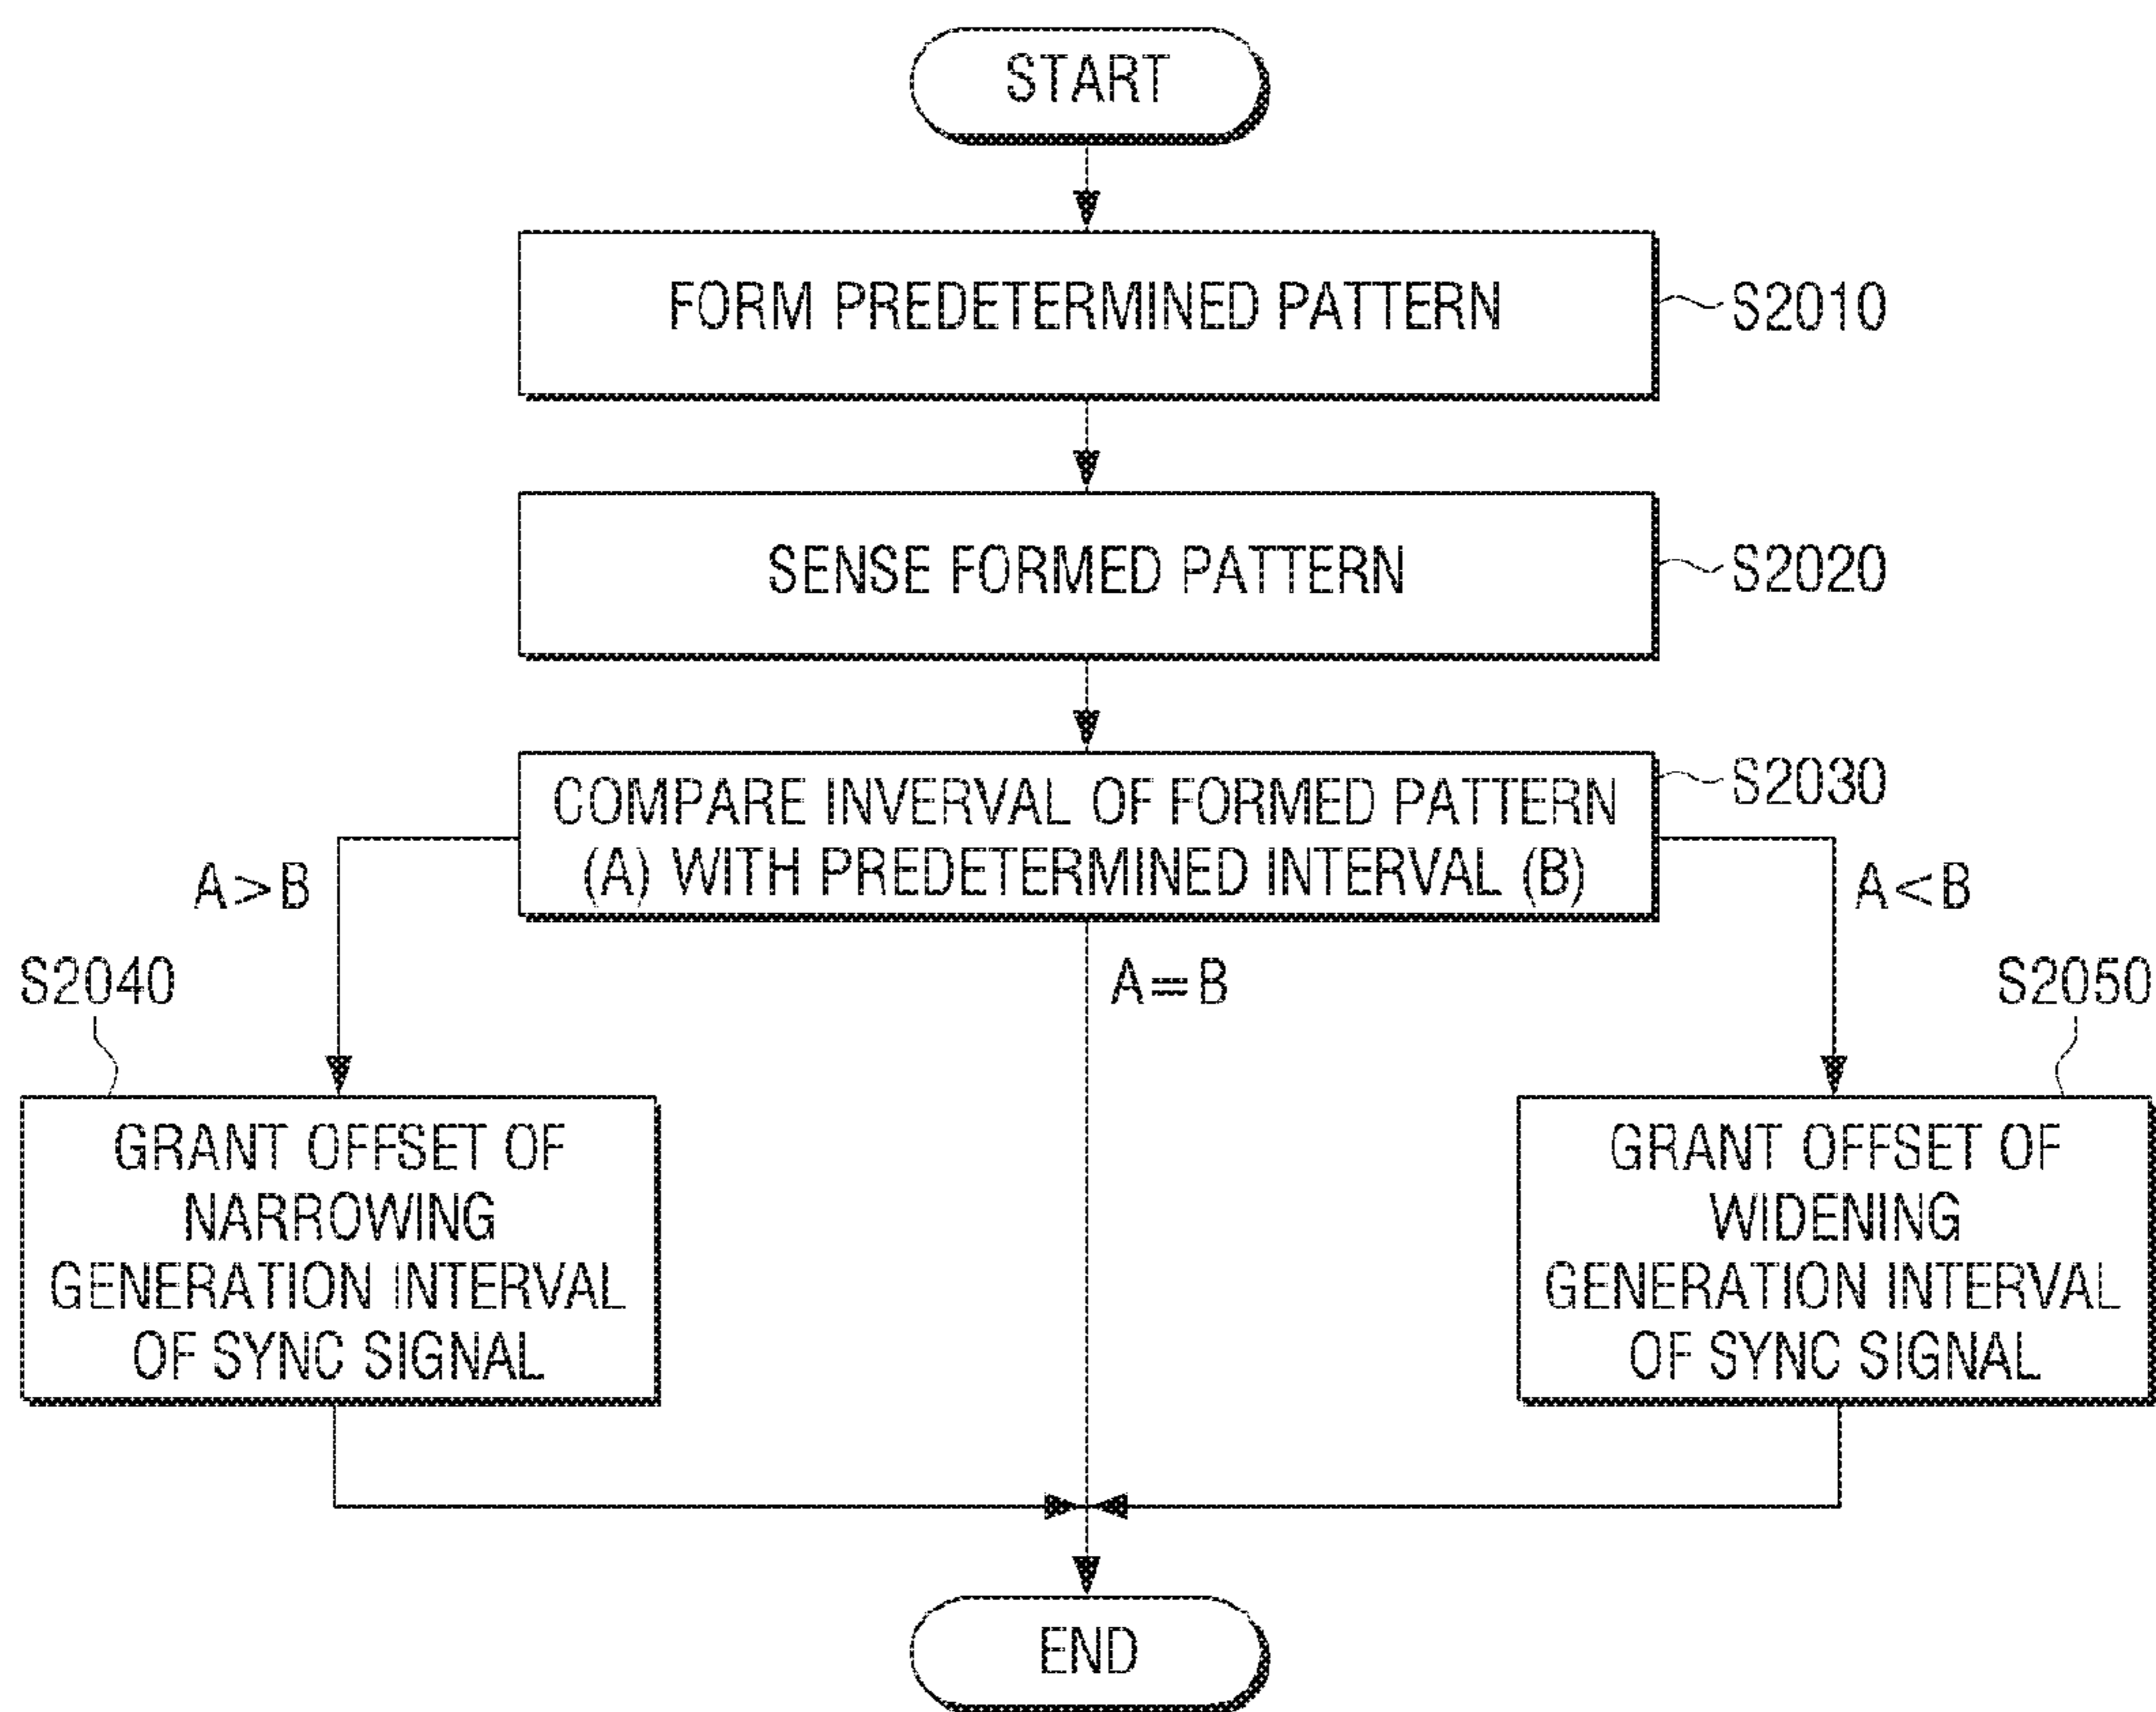 START
FORM PREDETERMINED PATTERN
S2010
SENSE FORMED PATTERN
S2020
COMPARE INVERVAL OF FORMED PATTERN
(A) WITH PREDETERMINED INTERVAL (B)
S2030
A>B
A=B
A<B
S2040
GRANT OFFSET OF
NARROWING
GENERATION INTERVAL
OF SYNC SIGNAL
S2050
GRANT OFFSET OF
WIDENING
GENERATION INTERVAL
OF SYNC SIGNAL
END